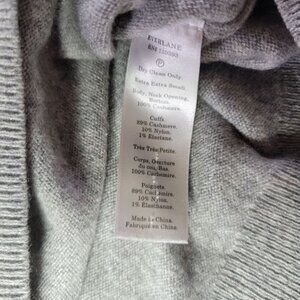 EVERLANE
Ⓟ
Dry Clean Only.
Extra Extra Small.
Body, Neck Opening,
Bottom.
100% Cashmere.
Cuffs
89% Cashmere.
10% Nylon.
1% Elastane.
Très Très Petite.
Corps, Ouverture
du cou, Bas.
100% Cachemire.
Poignets
89% Cachemire.
10% Nylon.
1% Élasthanne.
Made in China.
Fabriqué en China.